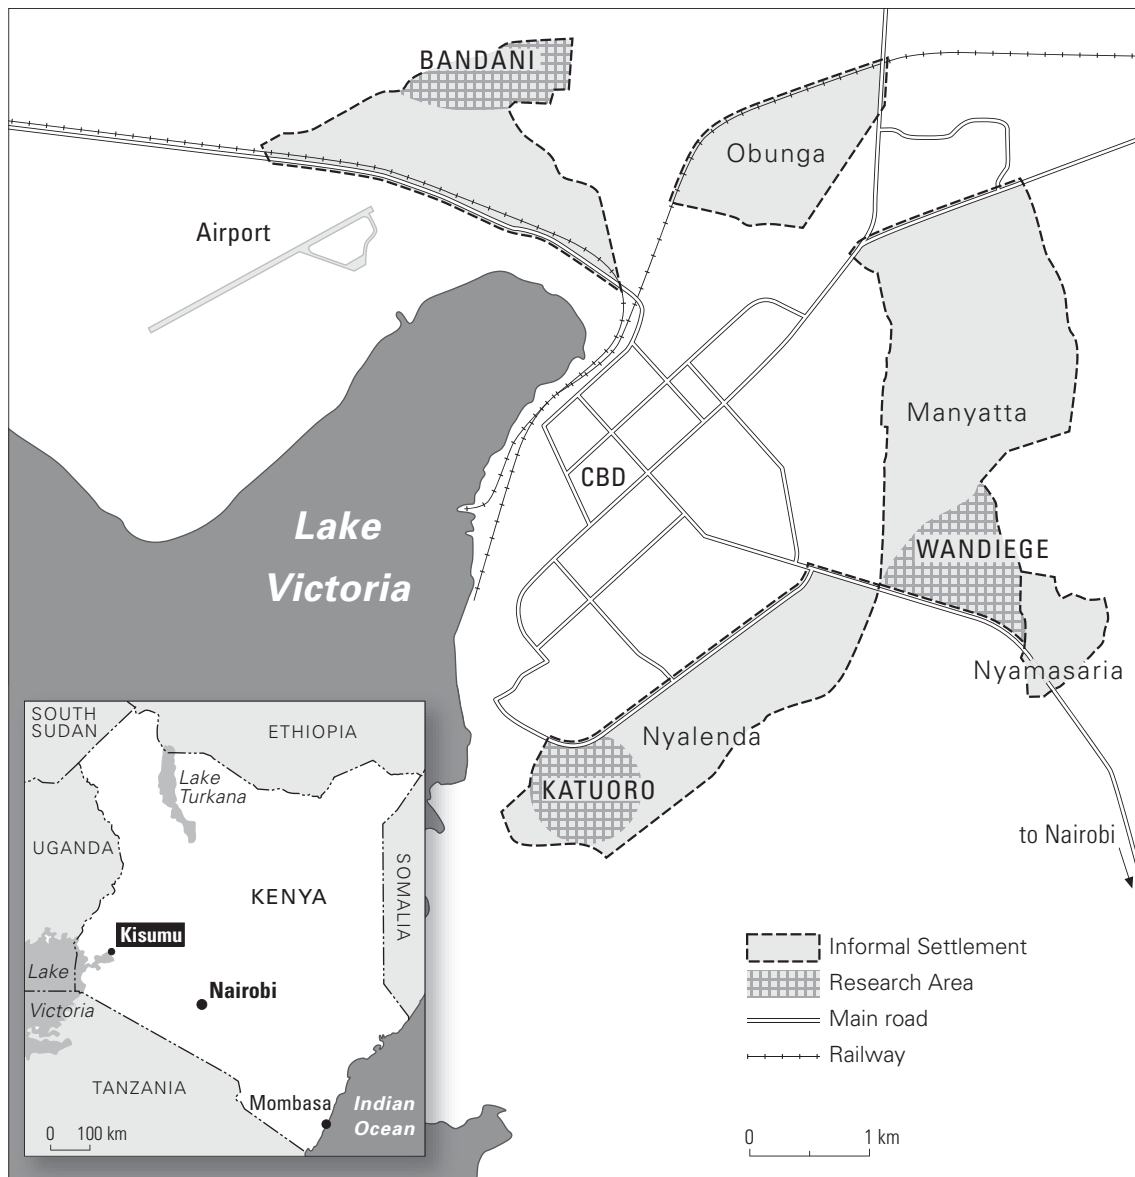 BANDANI
Obunga
Airport
Manyatta
CBD
Lake
Victoria
WANDIEGE
Nyamasaria
Nyalenda
KATUORO
to Nairobi
SOUTH
SUDAN
ETHIOPIA
Lake
Turkana
UGANDA
SOMALIA
KENYA
Kisumu
Lake
Nairobi
Victoria
TANZANIA
Mombasa
Indian
Ocean
0 100 km
Informal Settlement
Research Area
Main road
Railway
0 1 km